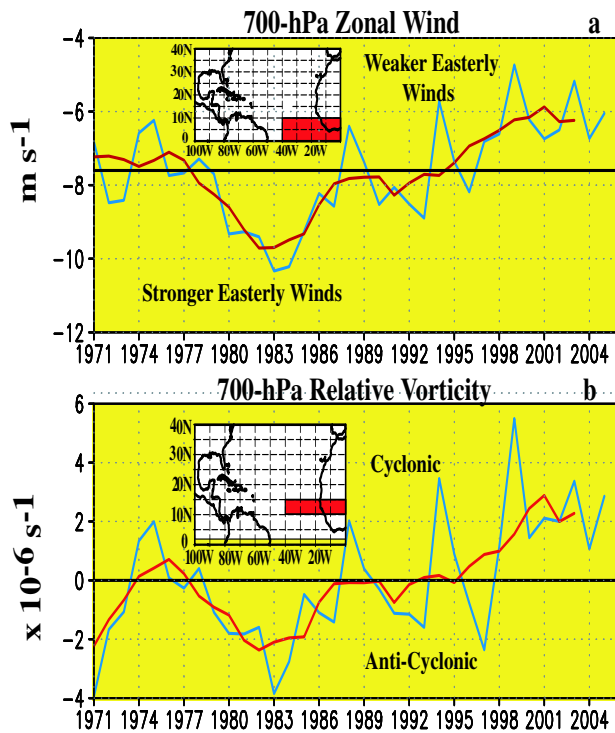 700-hPa Zonal Wind a
-4
-6
-8
-10
-12
m s-1
40N
30N
20N
10N
0
100W 80W 60W 40W 20W
Weaker Easterly
Winds
Stronger Easterly Winds
1971 1974 1977 1980 1983 1986 1989 1992 1995 1998 2001 2004
700-hPa Relative Vorticity b
6
4
2
0
-2
-4
x 10-6 s-1
40N
30N
20N
10N
0
100W 80W 60W 40W 20W
Cyclonic
Anti-Cyclonic
1971 1974 1977 1980 1983 1986 1989 1992 1995 1998 2001 2004